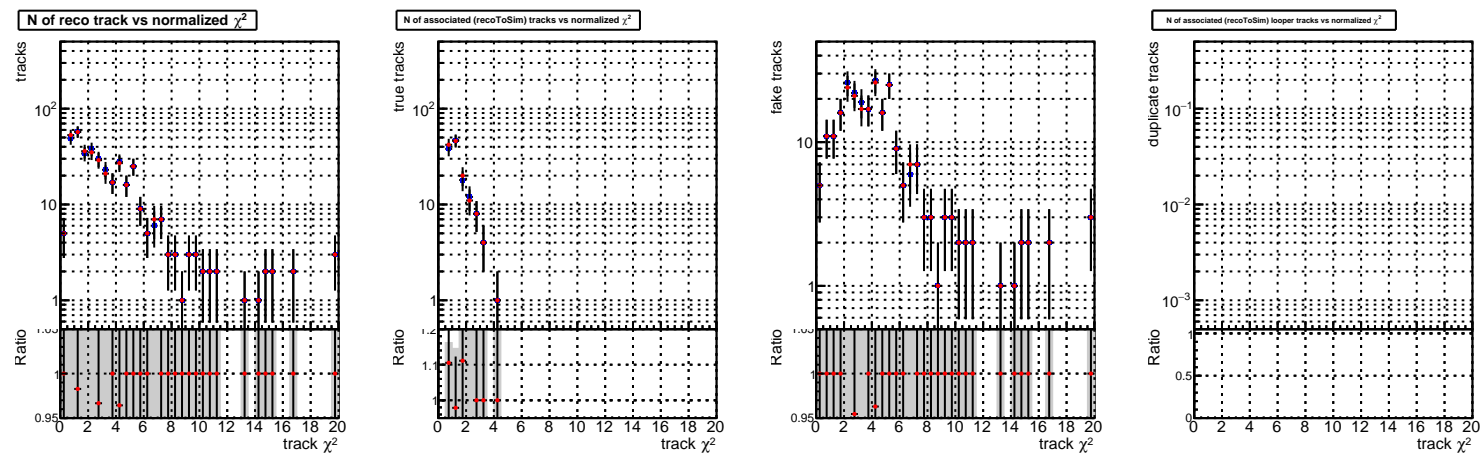 N of reco track vs normalized χ²
tracks
10²
10
1
Ratio
1.05
1
0.95
0 2 4 6 8 10 12 14 16 18 20
track χ²
N of associated (recoToSim) tracks vs normalized χ²
true tracks
10²
10
1
Ratio
1.2
1.1
1
0 2 4 6 8 10 12 14 16 18 20
track χ²
fake tracks
10
1
Ratio
1.05
1
0.95
0 2 4 6 8 10 12 14 16 18 20
track χ²
N of associated (recoToSim) looper tracks vs normalized χ²
duplicate tracks
10⁻¹
10⁻²
10⁻³
Ratio
1
0.5
0
0 2 4 6 8 10 12 14 16 18 20
track χ²